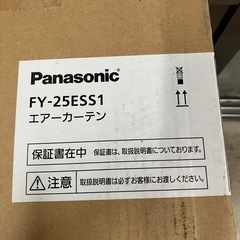 Panasonic
FY-25ESS1
エアーカーテン
保証書在中 保証書は、取扱説明書についております。
注意 取扱説明書は必ずお客様にお渡しください。